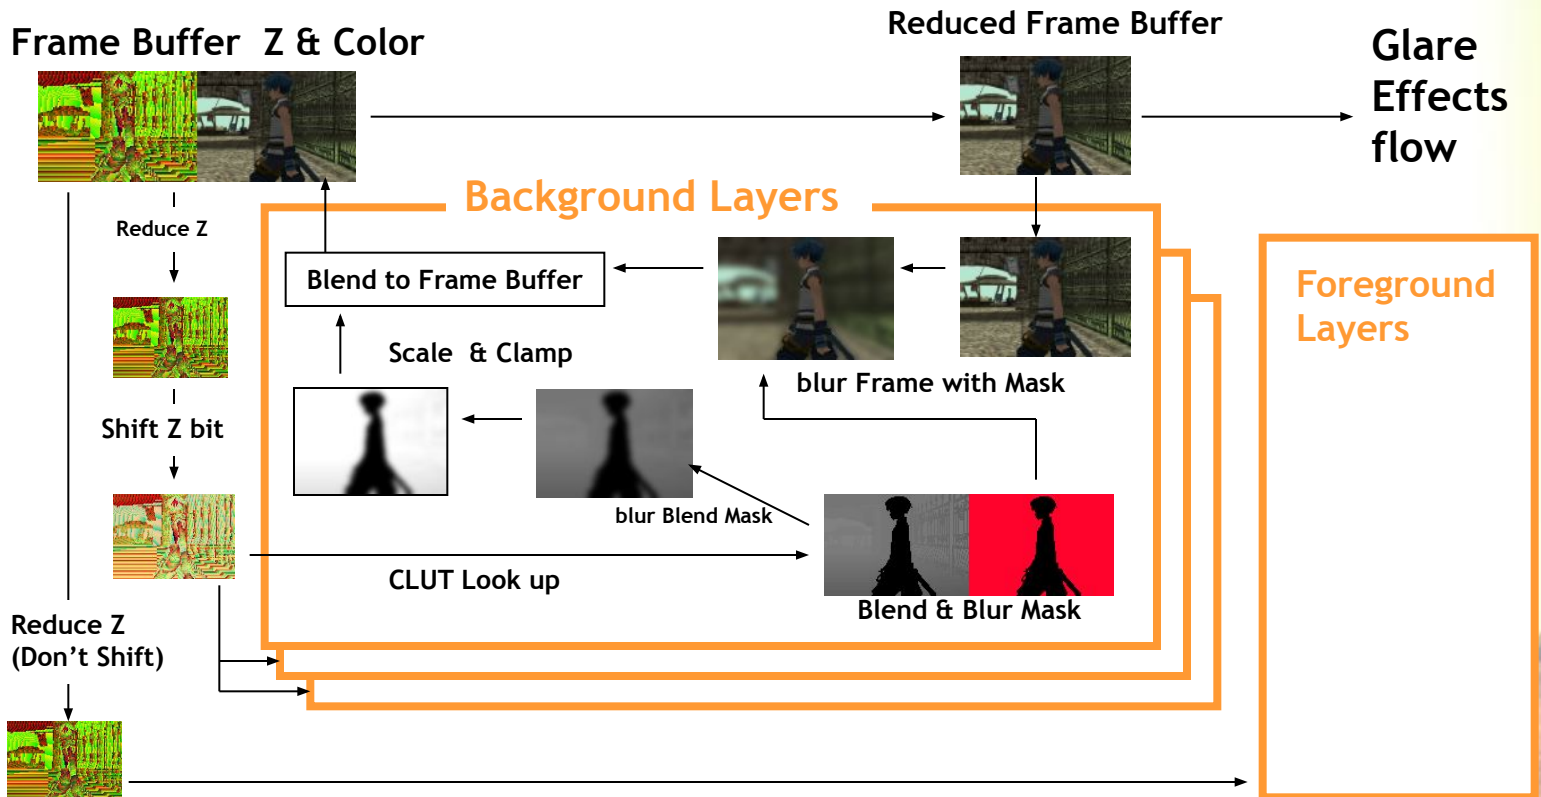 Frame Buffer  Z & Color
Reduced Frame Buffer
Glare
Effects
flow
Background Layers
Reduce Z
Blend to Frame Buffer
Foreground
Layers
Scale  & Clamp
blur Frame with Mask
Shift Z bit
blur Blend Mask
CLUT Look up
Blend & Blur Mask
Reduce Z
(Don’t Shift)